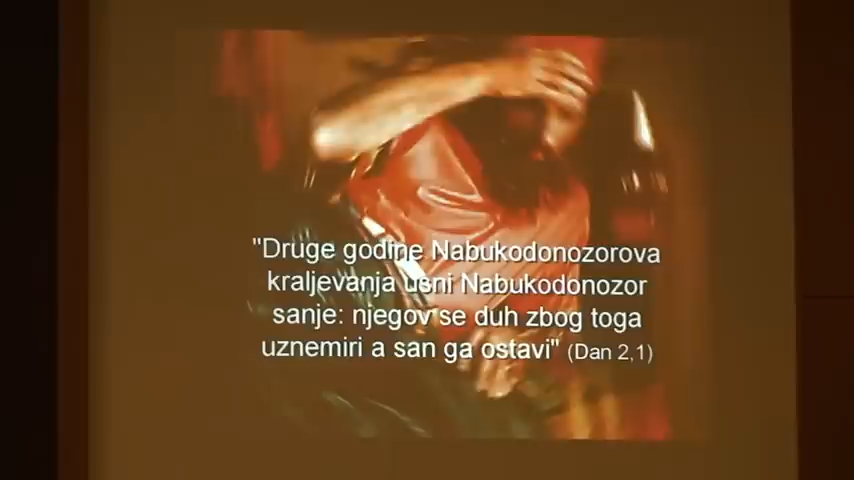 "Druge godine Nabukodonozorova
kraljevanja usni Nabukodonozor
sanje: njegov se duh zbog toga
uznemiri a san ga ostavi" (Dan 2,1)